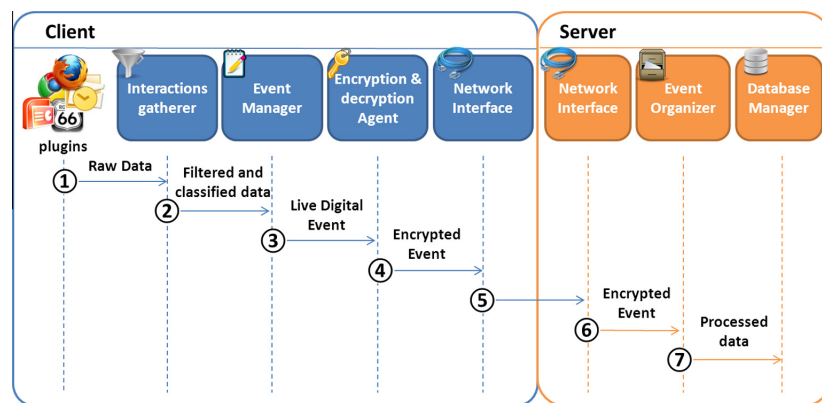 Client
Server
Interactions
gatherer
Event
Manager
Encryption &
decryption
Agent
Network
Interface
Network
Interface
Event
Organizer
Database
Manager
66
plugins
1
Raw Data
Filtered and
classified data
2
Live Digital
Event
3
Encrypted
Event
4
5
Encrypted
Event
6
Processed
data
7